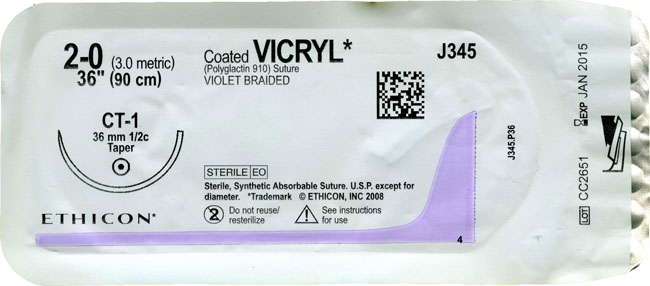 2-0 (3.0 metric)
36" (90 cm)
Coated VICRYL*
(Polyglactin 910) Suture
VIOLET BRAIDED
J345
CT-1
36 mm 1/2c
Taper
ETHICON*
STERILE EO
Sterile, Synthetic Absorbable Suture. U.S.P. except for
diameter. *Trademark © ETHICON, INC 2008
2 Do not reuse/
resterilize
! See instructions
for use
4
J345.P36
LOT CC2651
EXP JAN 2015